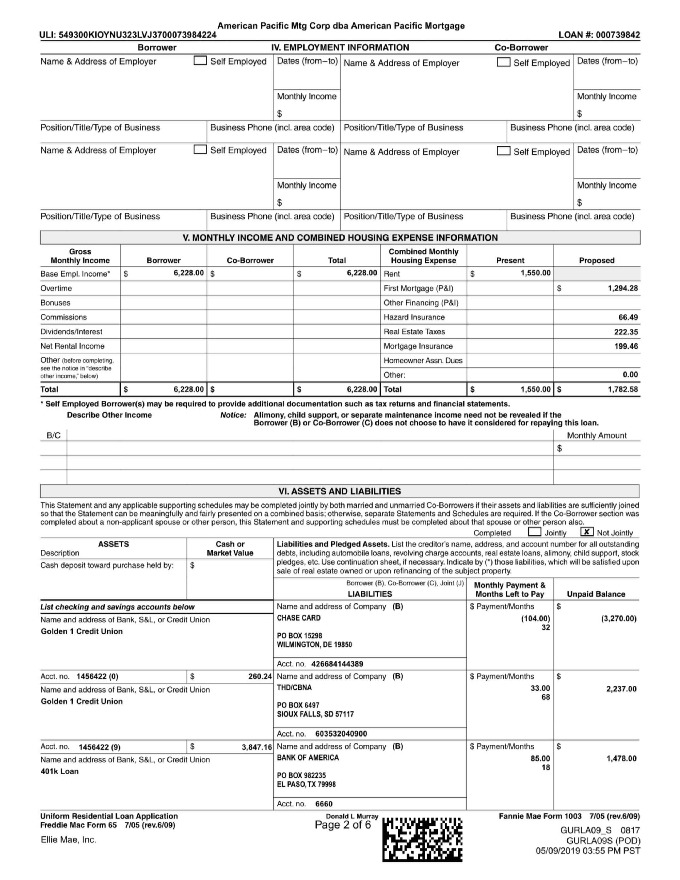 American Pacific Mtg Corp dba American Pacific Mortgage
ULI: 549300KIOYNU323LVJ3700073984224 LOAN #: 000739842
Borrower IV. EMPLOYMENT INFORMATION Co-Borrower
Name & Address of Employer Self Employed Dates (from–to) Name & Address of Employer Self Employed Dates (from–to)
Monthly Income Monthly Income
$ $
Position/Title/Type of Business Business Phone (incl. area code) Position/Title/Type of Business Business Phone (incl. area code)
Name & Address of Employer Self Employed Dates (from–to) Name & Address of Employer Self Employed Dates (from–to)
Monthly Income Monthly Income
$ $
Position/Title/Type of Business Business Phone (incl. area code) Position/Title/Type of Business Business Phone (incl. area code)
V. MONTHLY INCOME AND COMBINED HOUSING EXPENSE INFORMATION
Gross Combined Monthly
Monthly Income Borrower Co-Borrower Total Housing Expense Present Proposed
Base Empl. Income* $ 6,228.00 $ $ 6,228.00 Rent $ 1,550.00
Overtime First Mortgage (P&I) $ 1,294.28
Bonuses Other Financing (P&I)
Commissions Hazard Insurance 66.49
Dividends/Interest Real Estate Taxes 222.35
Net Rental Income Mortgage Insurance 199.46
Other (before completing, Homeowner Assn. Dues
see the notice in "describe
other income," below) Other: 0.00
Total $ 6,228.00 $ $ 6,228.00 Total $ 1,550.00 $ 1,782.58
* Self Employed Borrower(s) may be required to provide additional documentation such as tax returns and financial statements.
Describe Other Income Notice: Alimony, child support, or separate maintenance income need not be revealed if the
Borrower (B) or Co-Borrower (C) does not choose to have it considered for repaying this loan.
B/C Monthly Amount
$
VI. ASSETS AND LIABILITIES
This Statement and any applicable supporting schedules may be completed jointly by both married and unmarried Co-Borrowers if their assets and liabilities are sufficiently joined
so that the Statement can be meaningfully and fairly presented on a combined basis; otherwise, separate Statements and Schedules are required. If the Co-Borrower section was
completed about a non-applicant spouse or other person, this Statement and supporting schedules must be completed about that spouse or other person also.
Completed Jointly X Not Jointly
ASSETS Cash or Liabilities and Pledged Assets. List the creditor's name, address, and account number for all outstanding
Description Market Value debts, including automobile loans, revolving charge accounts, real estate loans, alimony, child support, stock
Cash deposit toward purchase held by: $ pledges, etc. Use continuation sheet, if necessary. Indicate by (*) those liabilities, which will be satisfied upon
sale of real estate owned or upon refinancing of the subject property.
Borrower (B), Co-Borrower (C), Joint (J) Monthly Payment &
LIABILITIES Months Left to Pay Unpaid Balance
List checking and savings accounts below Name and address of Company (B) $ Payment/Months $
Name and address of Bank, S&L, or Credit Union CHASE CARD (104.00) (3,270.00)
Golden 1 Credit Union 32
PO BOX 15298
WILMINGTON, DE 19850
Acct. no. 426684144389
Acct. no. 1456422 (0) $ 260.24 Name and address of Company (B) $ Payment/Months $
Name and address of Bank, S&L, or Credit Union THD/CBNA 33.00 2,237.00
Golden 1 Credit Union 68
PO BOX 6497
SIOUX FALLS, SD 57117
Acct. no. 603532040900
Acct. no. 1456422 (9) $ 3,847.16 Name and address of Company (B) $ Payment/Months $
Name and address of Bank, S&L, or Credit Union BANK OF AMERICA 85.00 1,478.00
401k Loan 18
PO BOX 982235
EL PASO, TX 79998
Acct. no. 6660
Uniform Residential Loan Application Donald L Murray Fannie Mae Form 1003 7/05 (rev.6/09)
Freddie Mac Form 65 7/05 (rev.6/09) Page 2 of 6
GURLA09_S 0817
Ellie Mae, Inc. GURLA09S (POD)
05/09/2019 03:55 PM PST